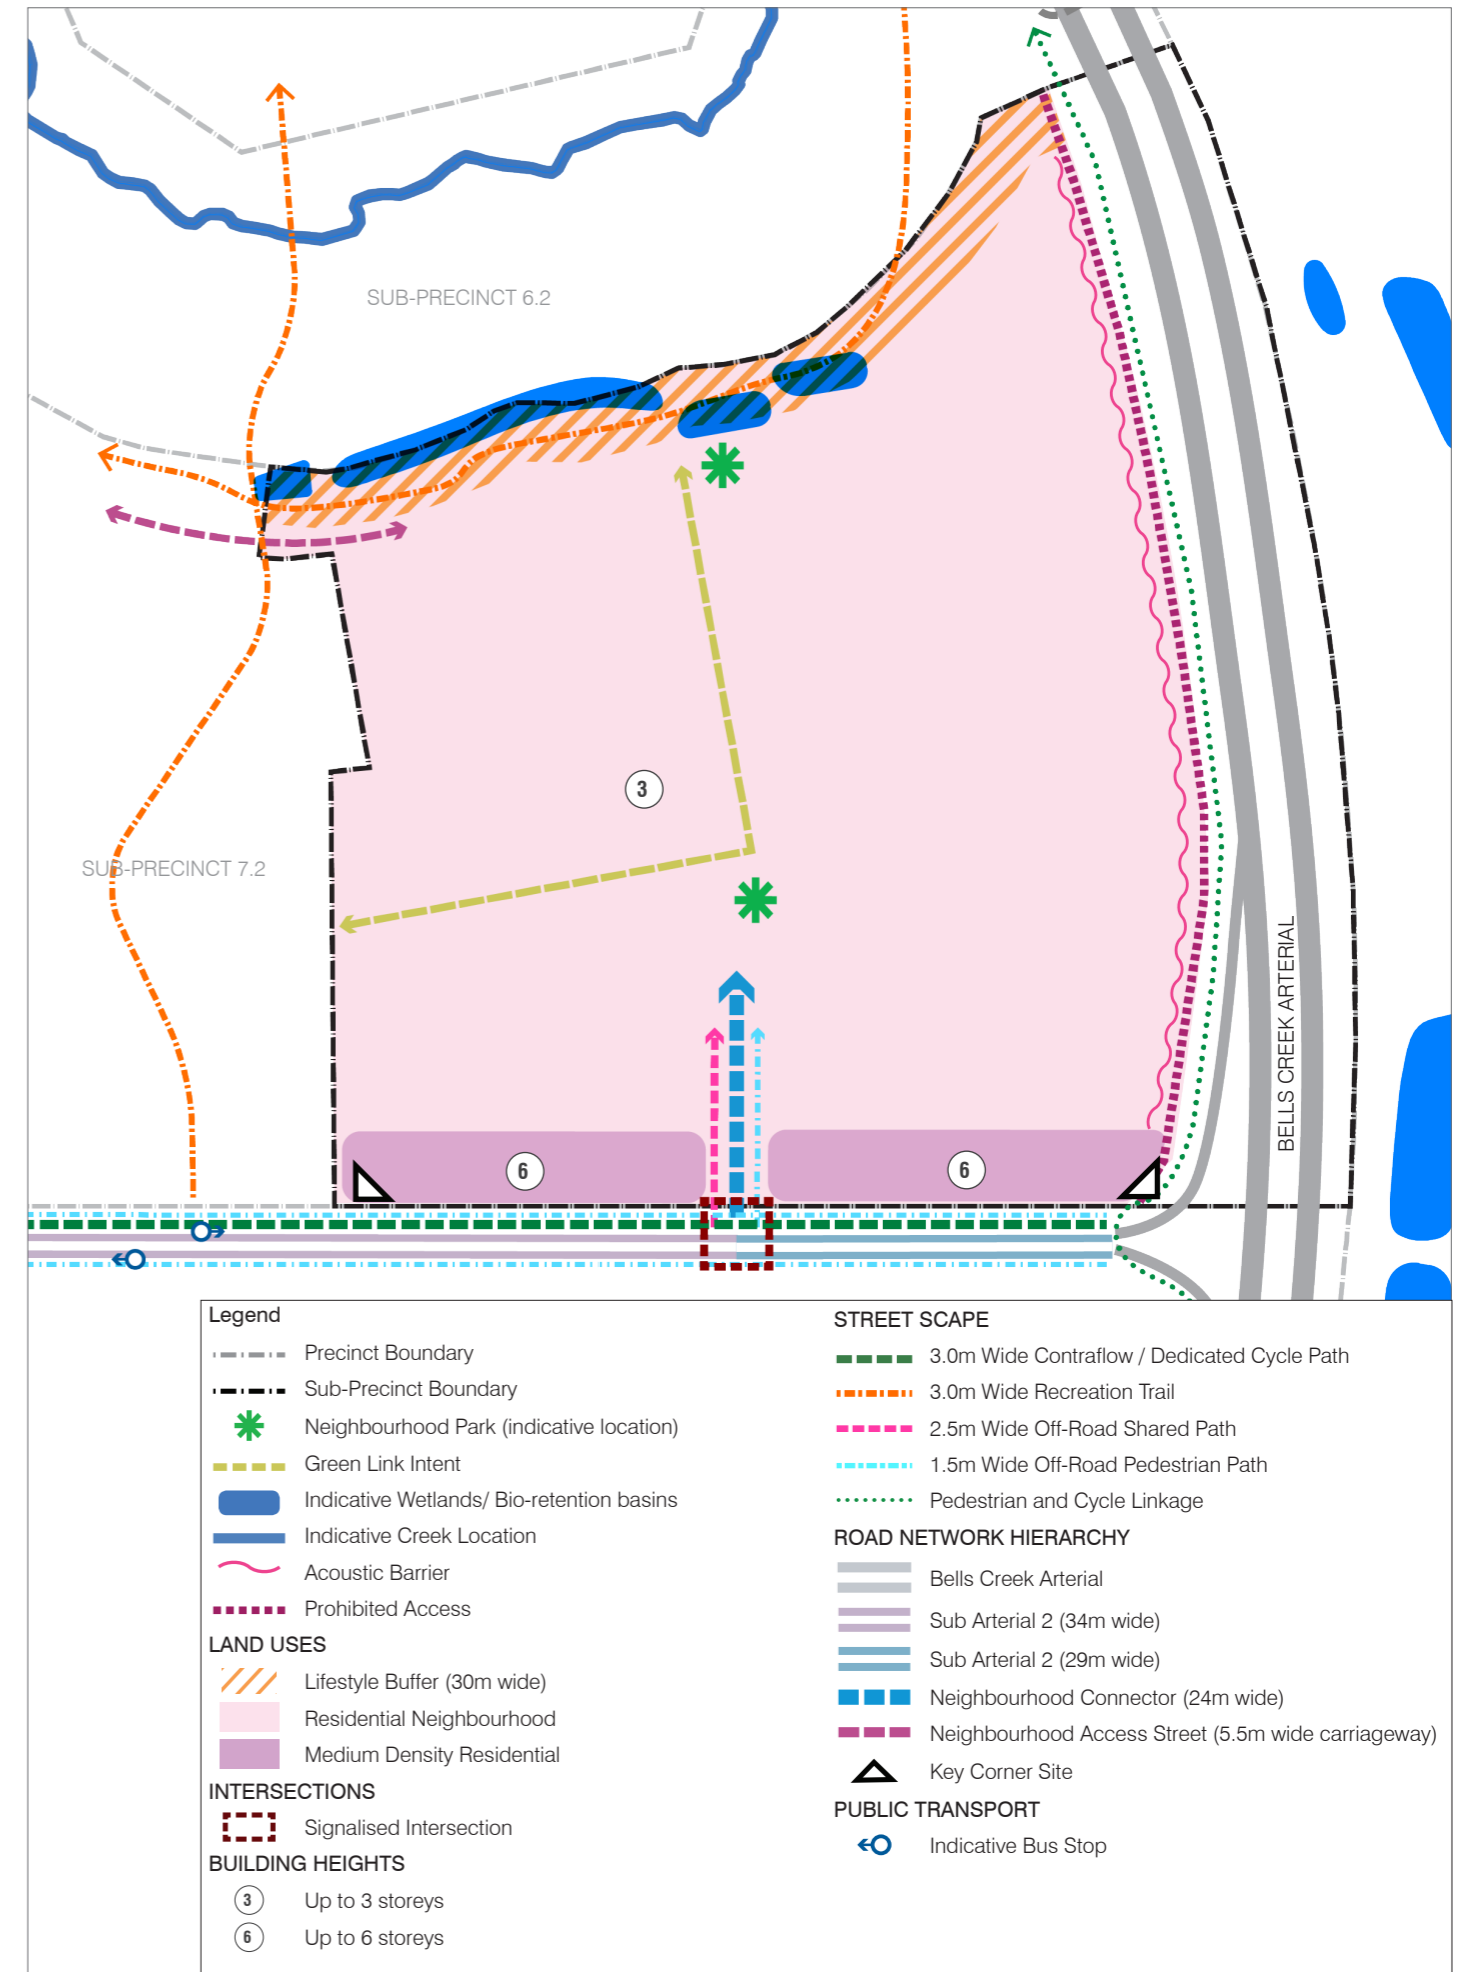 SUB-PRECINCT 6.2
3
SUB-PRECINCT 7.2
BELLS CREEK ARTERIAL
6
6
Legend
Precinct Boundary
Sub-Precinct Boundary
Neighbourhood Park (indicative location)
Green Link Intent
Indicative Wetlands/ Bio-retention basins
Indicative Creek Location
Acoustic Barrier
Prohibited Access
LAND USES
Lifestyle Buffer (30m wide)
Residential Neighbourhood
Medium Density Residential
INTERSECTIONS
Signalised Intersection
BUILDING HEIGHTS
3 Up to 3 storeys
6 Up to 6 storeys
STREET SCAPE
3.0m Wide Contraflow / Dedicated Cycle Path
3.0m Wide Recreation Trail
2.5m Wide Off-Road Shared Path
1.5m Wide Off-Road Pedestrian Path
Pedestrian and Cycle Linkage
ROAD NETWORK HIERARCHY
Bells Creek Arterial
Sub Arterial 2 (34m wide)
Sub Arterial 2 (29m wide)
Neighbourhood Connector (24m wide)
Neighbourhood Access Street (5.5m wide carriageway)
Key Corner Site
PUBLIC TRANSPORT
Indicative Bus Stop